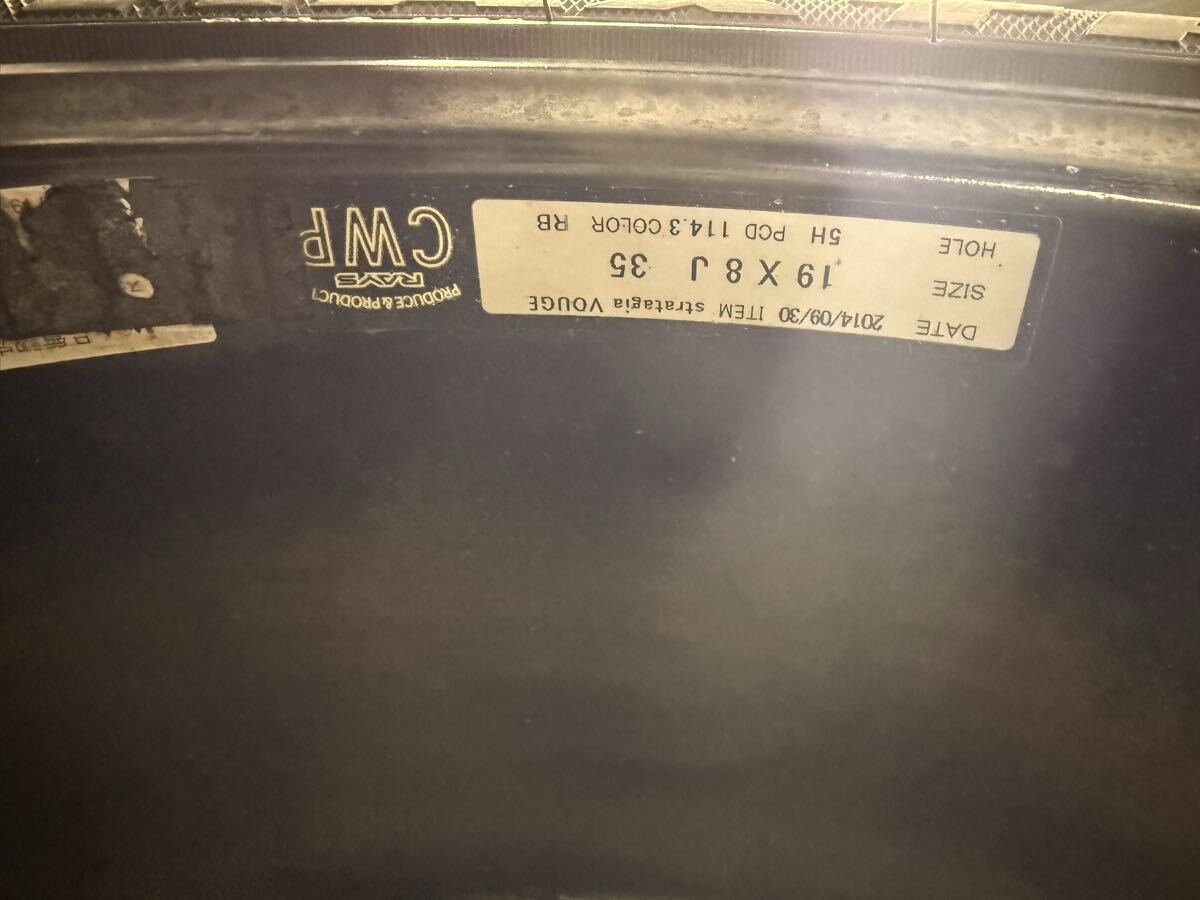 DATE 2014/09/30 ITEM stratagia VOUGE
SIZE 19 X 8 J 35
HOLE 5H PCD 114.3 COLOR RB
PRODUCE & PRODUCT
RAYS
CWP